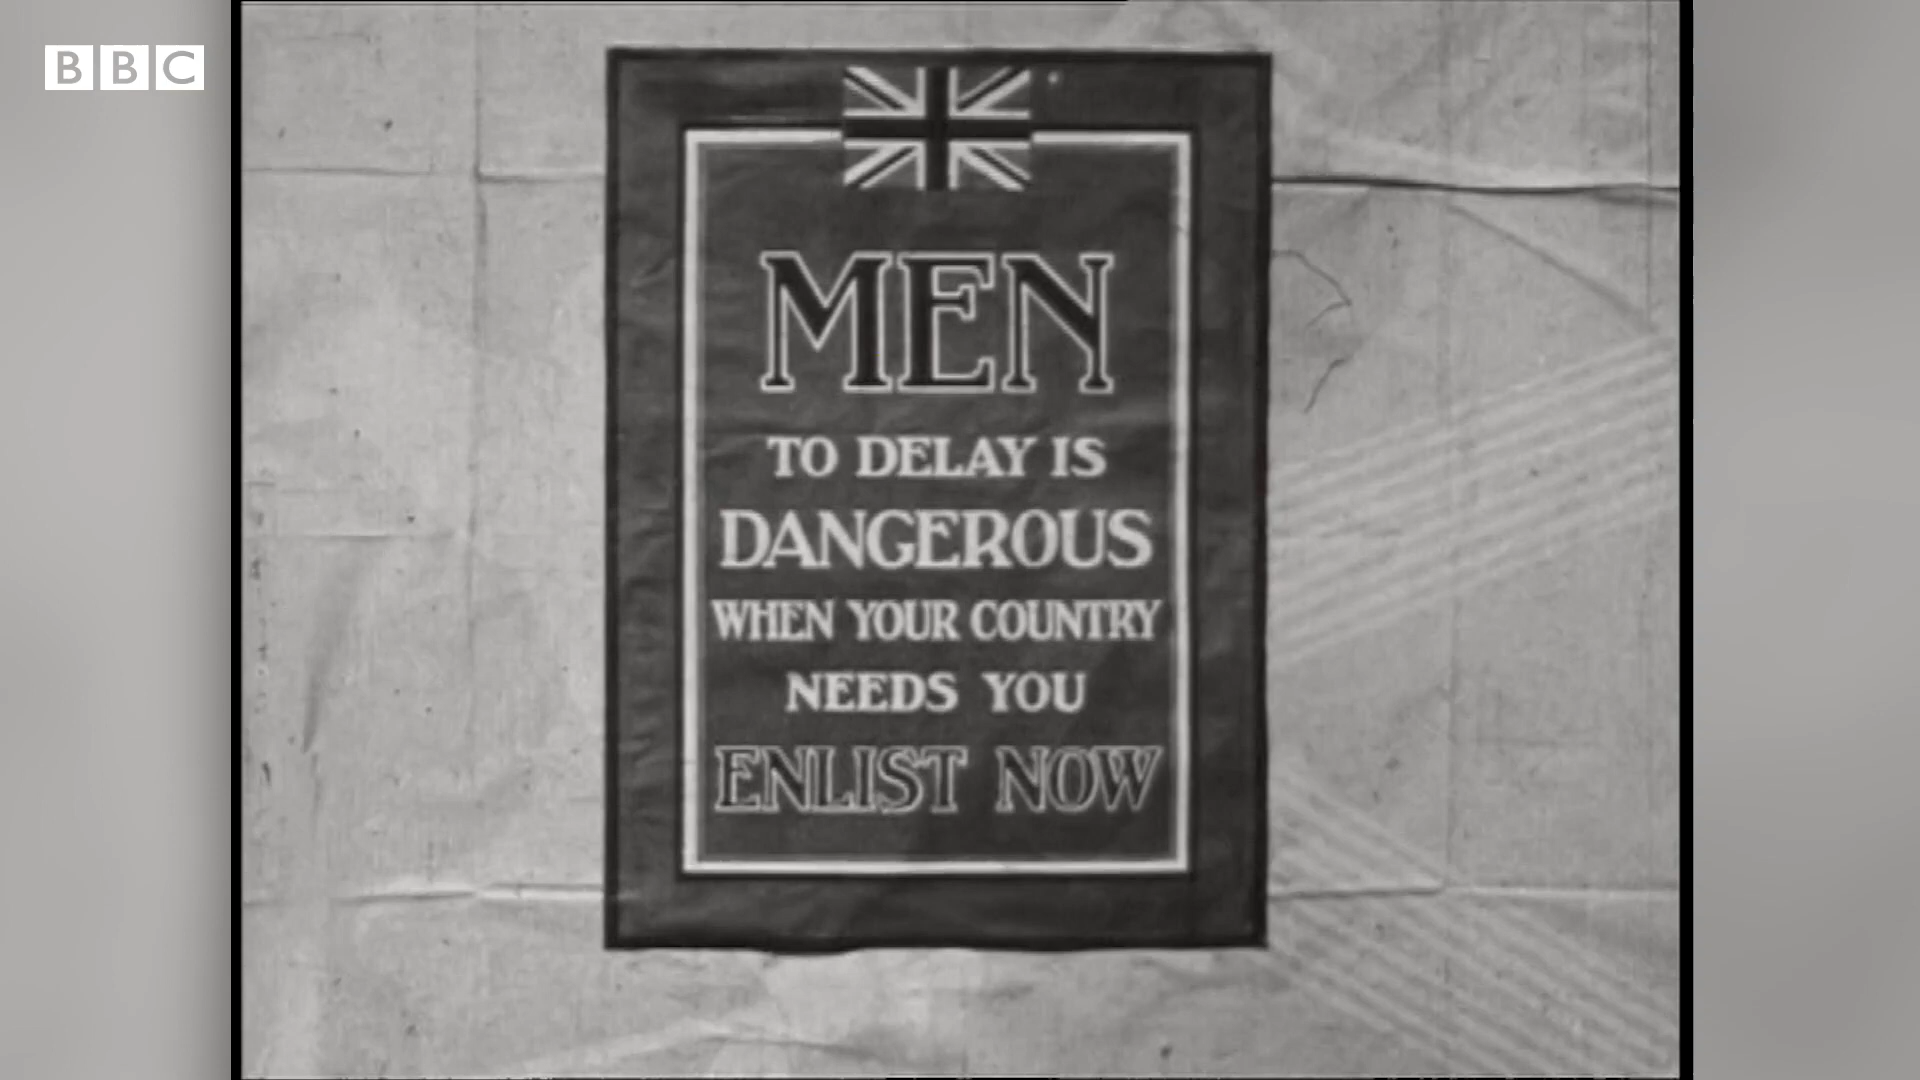 BBC
MEN
TO DELAY IS
DANGEROUS
WHEN YOUR COUNTRY
NEEDS YOU
ENLIST NOW